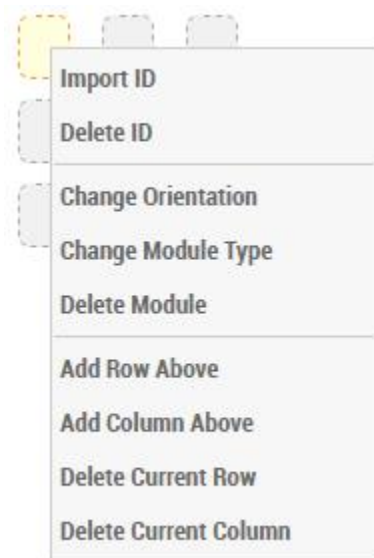 Import ID
Delete ID
Change Orientation
Change Module Type
Delete Module
Add Row Above
Add Column Above
Delete Current Row
Delete Current Column